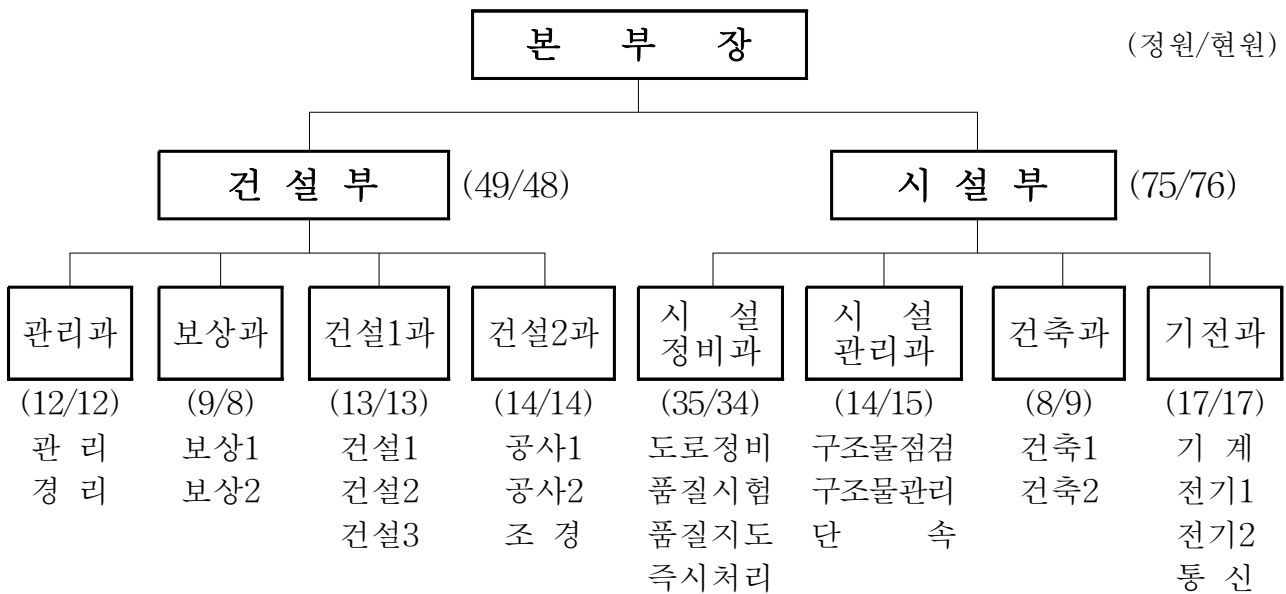 본 부 장
(정원/현원)
건 설 부 (49/48)
시 설 부 (75/76)
관리과
(12/12)
관 리
경 리
보상과
(9/8)
보상1
보상2
건설1과
(13/13)
건설1
건설2
건설3
건설2과
(14/14)
공사1
공사2
조 경
시 설
정비과
(35/34)
도로정비
품질시험
품질지도
즉시처리
시 설
관리과
(14/15)
구조물점검
구조물관리
단 속
건축과
(8/9)
건축1
건축2
기전과
(17/17)
기 계
전기1
전기2
통 신